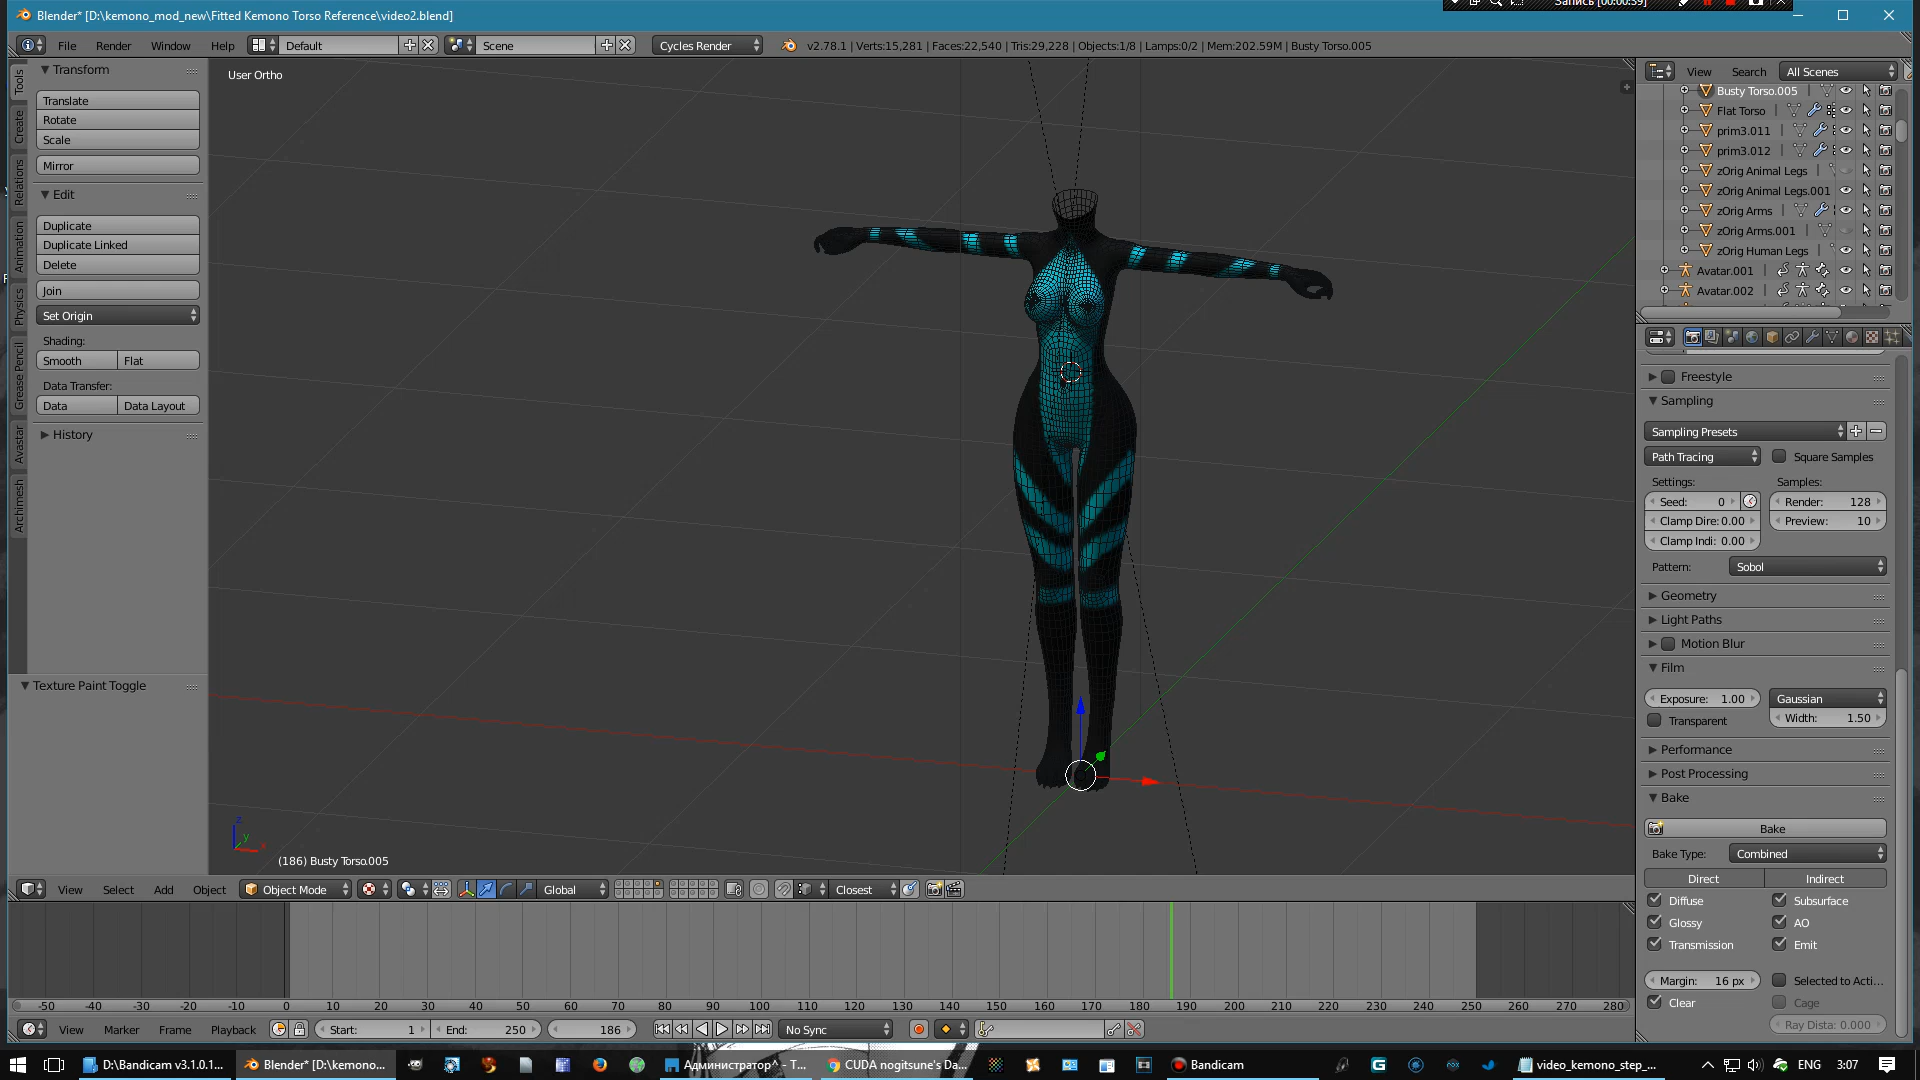 Запись [00:00:39]
Blender* [D:\kemono_mod_new\Fitted Kemono Torso Reference\video2.blend]
File Render Window Help Default Scene Cycles Render v2.78.1 | Verts:15,281 | Faces:22,540 | Tris:29,228 | Objects:1/8 | Lamps:0/2 | Mem:202.59M | Busty Torso.005
Tools
Create
Relations
Animation
Physics
Grease Pencil
Avastar
Archimesh
Transform
Translate
Rotate
Scale
Mirror
Edit
Duplicate
Duplicate Linked
Delete
Join
Set Origin
Shading:
Smooth Flat
Data Transfer:
Data Data Layout
History
Texture Paint Toggle
User Ortho
z
y
x
(186) Busty Torso.005
View Select Add Object Object Mode Global Closest
View Search All Scenes
Busty Torso.005
Flat Torso
prim3.011
prim3.012
zOrig Animal Legs
zOrig Animal Legs.001
zOrig Arms
zOrig Arms.001
zOrig Human Legs
Avatar.001
Avatar.002
Freestyle
Sampling
Sampling Presets
Path Tracing Square Samples
Settings: Samples:
Seed: 0 Render: 128
Clamp Dire: 0.00 Preview: 10
Clamp Indi: 0.00
Pattern: Sobol
Geometry
Light Paths
Motion Blur
Film
Exposure: 1.00 Gaussian
Transparent Width: 1.50
Performance
Post Processing
Bake
Bake
Bake Type: Combined
Direct Indirect
Diffuse Subsurface
Glossy AO
Transmission Emit
Margin: 16 px Selected to Acti...
Clear Cage
Ray Dista: 0.000
-50 -40 -30 -20 -10 0 10 20 30 40 50 60 70 80 90 100 110 120 130 140 150 160 170 180 190 200 210 220 230 240 250 260 270 280
View Marker Frame Playback Start: 1 End: 250 186 No Sync
D:\Bandicam v3.1.0.1... Blender* [D:\kemono... Администратор^ - T... CUDA nogitsune's Da... Bandicam video_kemono_step_... ENG 3:07